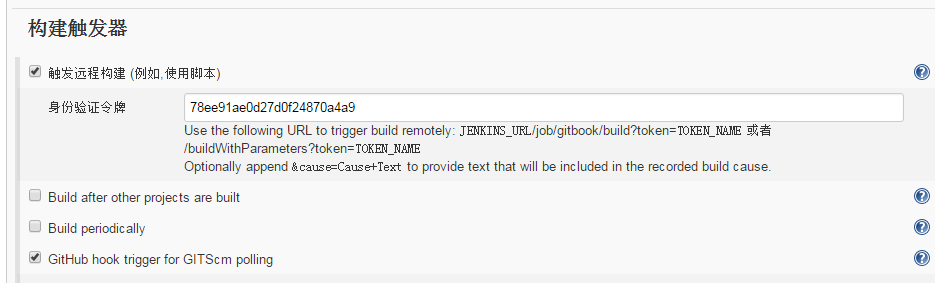 构建触发器
触发远程构建 (例如,使用脚本)
身份验证令牌
78ee91ae0d27d0f24870a4a9
Use the following URL to trigger build remotely: JENKINS_URL/job/gitbook/build?token=TOKEN_NAME 或者
/buildWithParameters?token=TOKEN_NAME
Optionally append &cause=Cause+Text to provide text that will be included in the recorded build cause.
Build after other projects are built
Build periodically
GitHub hook trigger for GITScm polling